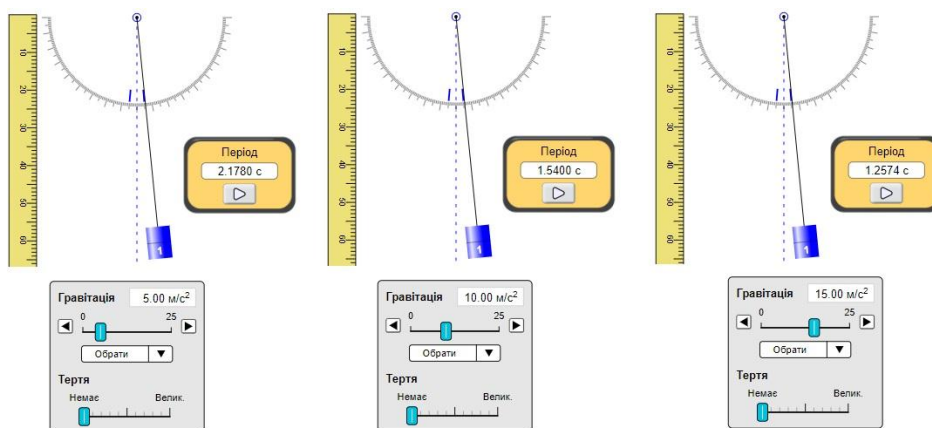 10
20
30
40
50
60
Період
2.1780 с
1
Гравітація 5.00 м/с²
0 25
Обрати
Тертя
Немає Велик.
10
20
30
40
50
60
Період
1.5400 с
1
Гравітація 10.00 м/с²
0 25
Обрати
Тертя
Немає Велик.
10
20
30
40
50
60
Період
1.2574 с
1
Гравітація 15.00 м/с²
0 25
Обрати
Тертя
Немає Велик.